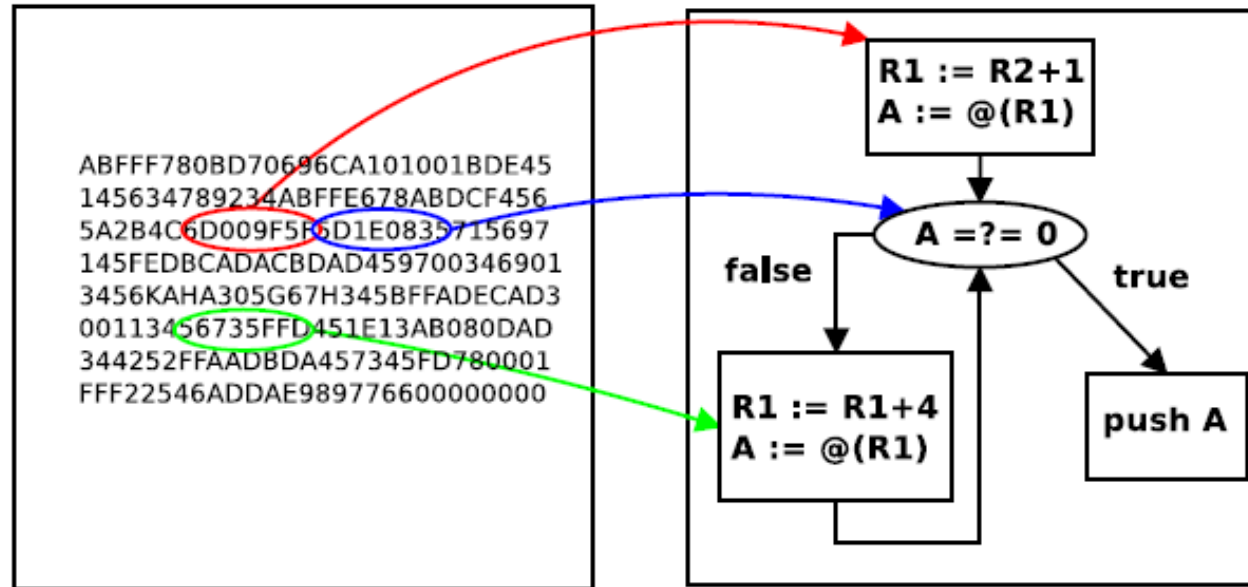 ABFFF780BD70696CA101001BDE45
145634789234ABFFE678ABDCF456
5A2B4C6D009F5F6D1E0835715697
145FEDBCADACBDAD459700346901
3456KAHA305G67H345BFFADECAD3
00113456735FFD451E13AB080DAD
344252FFAADBDA457345FD780001
FFF22546ADDAE989776600000000
R1 := R2+1
A := @(R1)
A =?= 0
false
true
R1 := R1+4
A := @(R1)
push A